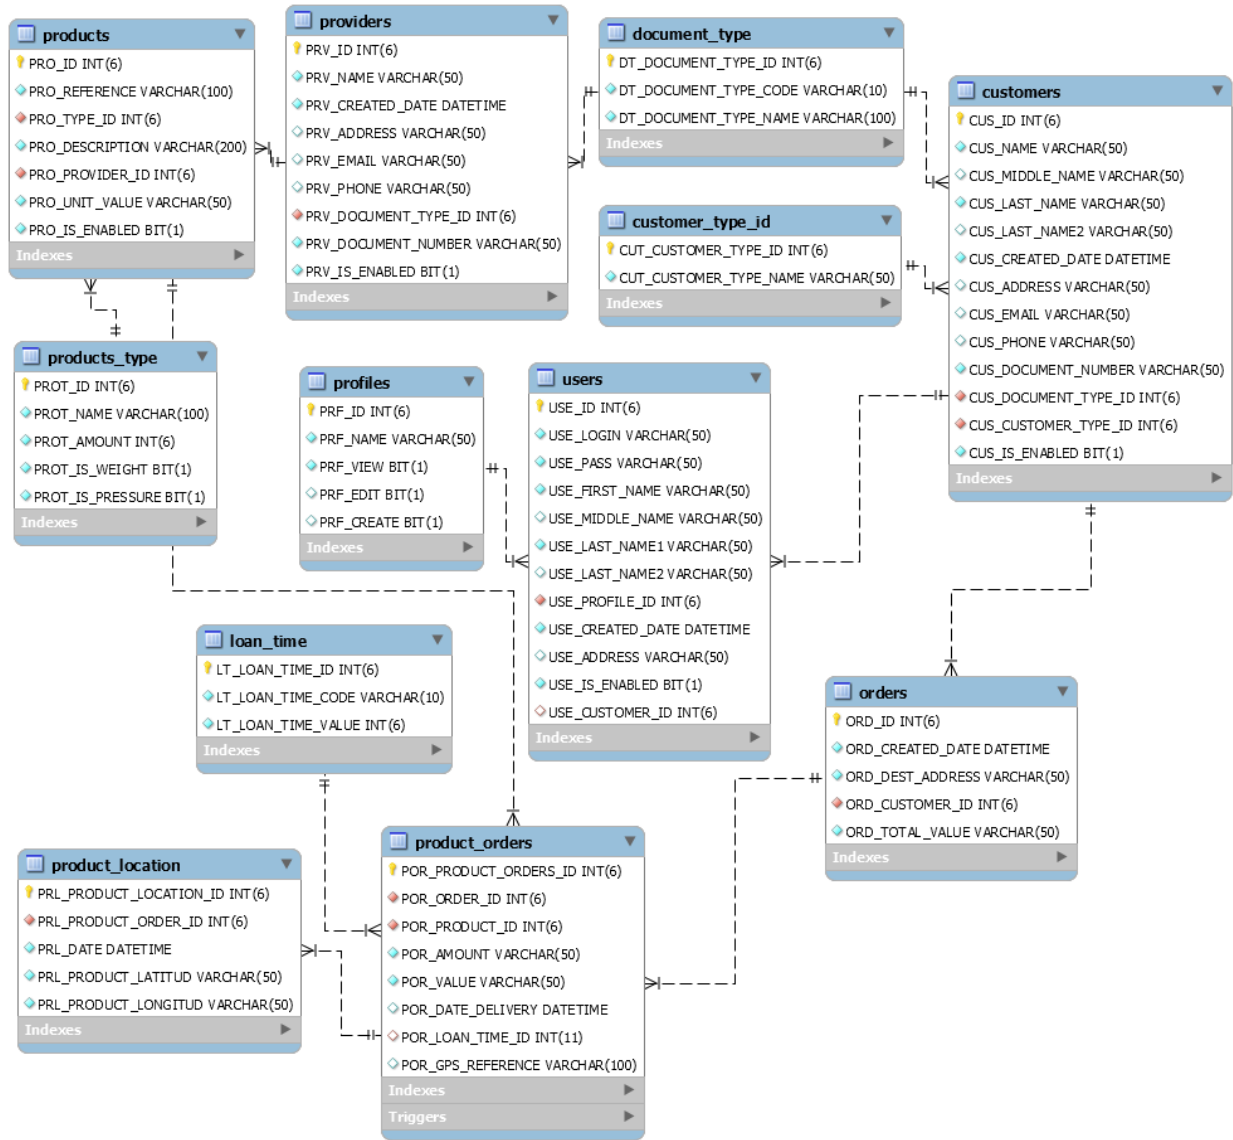 products
PRO_ID INT(6)
PRO_REFERENCE VARCHAR(100)
PRO_TYPE_ID INT(6)
PRO_DESCRIPTION VARCHAR(200)
PRO_PROVIDER_ID INT(6)
PRO_UNIT_VALUE VARCHAR(50)
PRO_IS_ENABLED BIT(1)
Indexes
providers
PRV_ID INT(6)
PRV_NAME VARCHAR(50)
PRV_CREATED_DATE DATETIME
PRV_ADDRESS VARCHAR(50)
PRV_EMAIL VARCHAR(50)
PRV_PHONE VARCHAR(50)
PRV_DOCUMENT_TYPE_ID INT(6)
PRV_DOCUMENT_NUMBER VARCHAR(50)
PRV_IS_ENABLED BIT(1)
Indexes
document_type
DT_DOCUMENT_TYPE_ID INT(6)
DT_DOCUMENT_TYPE_CODE VARCHAR(10)
DT_DOCUMENT_TYPE_NAME VARCHAR(100)
Indexes
customers
CUS_ID INT(6)
CUS_NAME VARCHAR(50)
CUS_MIDDLE_NAME VARCHAR(50)
CUS_LAST_NAME VARCHAR(50)
CUS_LAST_NAME2 VARCHAR(50)
CUS_CREATED_DATE DATETIME
CUS_ADDRESS VARCHAR(50)
CUS_EMAIL VARCHAR(50)
CUS_PHONE VARCHAR(50)
CUS_DOCUMENT_NUMBER VARCHAR(50)
CUS_DOCUMENT_TYPE_ID INT(6)
CUS_CUSTOMER_TYPE_ID INT(6)
CUS_IS_ENABLED BIT(1)
Indexes
customer_type_id
CUT_CUSTOMER_TYPE_ID INT(6)
CUT_CUSTOMER_TYPE_NAME VARCHAR(50)
Indexes
products_type
PROT_ID INT(6)
PROT_NAME VARCHAR(100)
PROT_AMOUNT INT(6)
PROT_IS_WEIGHT BIT(1)
PROT_IS_PRESSURE BIT(1)
Indexes
profiles
PRF_ID INT(6)
PRF_NAME VARCHAR(50)
PRF_VIEW BIT(1)
PRF_EDIT BIT(1)
PRF_CREATE BIT(1)
Indexes
users
USE_ID INT(6)
USE_LOGIN VARCHAR(50)
USE_PASS VARCHAR(50)
USE_FIRST_NAME VARCHAR(50)
USE_MIDDLE_NAME VARCHAR(50)
USE_LAST_NAME1 VARCHAR(50)
USE_LAST_NAME2 VARCHAR(50)
USE_PROFILE_ID INT(6)
USE_CREATED_DATE DATETIME
USE_ADDRESS VARCHAR(50)
USE_IS_ENABLED BIT(1)
USE_CUSTOMER_ID INT(6)
Indexes
loan_time
LT_LOAN_TIME_ID INT(6)
LT_LOAN_TIME_CODE VARCHAR(10)
LT_LOAN_TIME_VALUE INT(6)
Indexes
orders
ORD_ID INT(6)
ORD_CREATED_DATE DATETIME
ORD_DEST_ADDRESS VARCHAR(50)
ORD_CUSTOMER_ID INT(6)
ORD_TOTAL_VALUE VARCHAR(50)
Indexes
product_location
PRL_PRODUCT_LOCATION_ID INT(6)
PRL_PRODUCT_ORDER_ID INT(6)
PRL_DATE DATETIME
PRL_PRODUCT_LATITUD VARCHAR(50)
PRL_PRODUCT_LONGITUD VARCHAR(50)
Indexes
product_orders
POR_PRODUCT_ORDERS_ID INT(6)
POR_ORDER_ID INT(6)
POR_PRODUCT_ID INT(6)
POR_AMOUNT VARCHAR(50)
POR_VALUE VARCHAR(50)
POR_DATE_DELIVERY DATETIME
POR_LOAN_TIME_ID INT(11)
POR_GPS_REFERENCE VARCHAR(100)
Indexes
Triggers